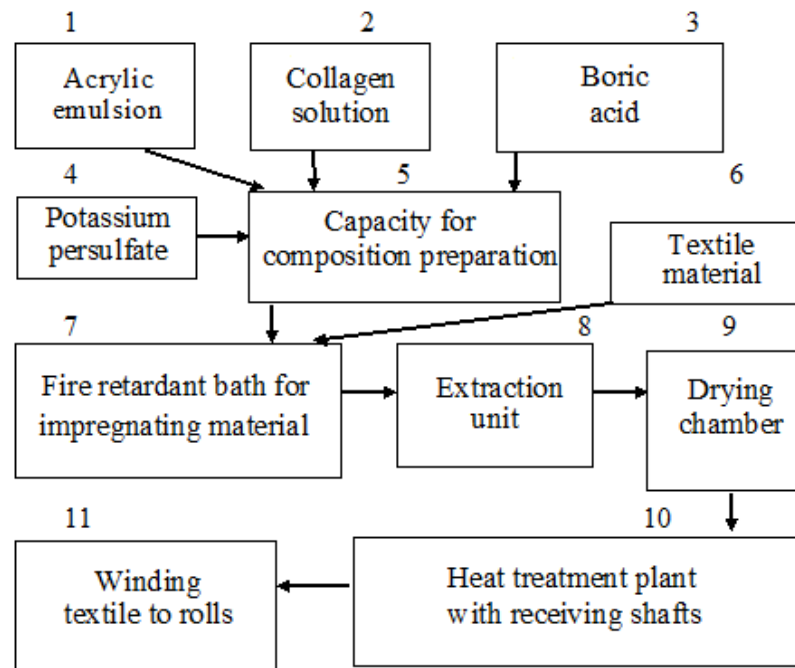 1
Acrylic
emulsion
2
Collagen
solution
3
Boric
acid
4
Potassium
persulfate
5
Capacity for
composition preparation
6
Textile
material
7
Fire retardant bath for
impregnating material
8
Extraction
unit
9
Drying
chamber
10
Heat treatment plant
with receiving shafts
11
Winding
textile to rolls